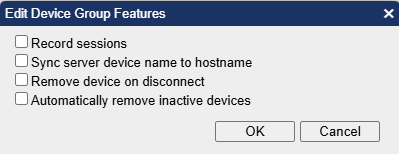 Edit Device Group Features
Record sessions
Sync server device name to hostname
Remove device on disconnect
Automatically remove inactive devices
OK Cancel